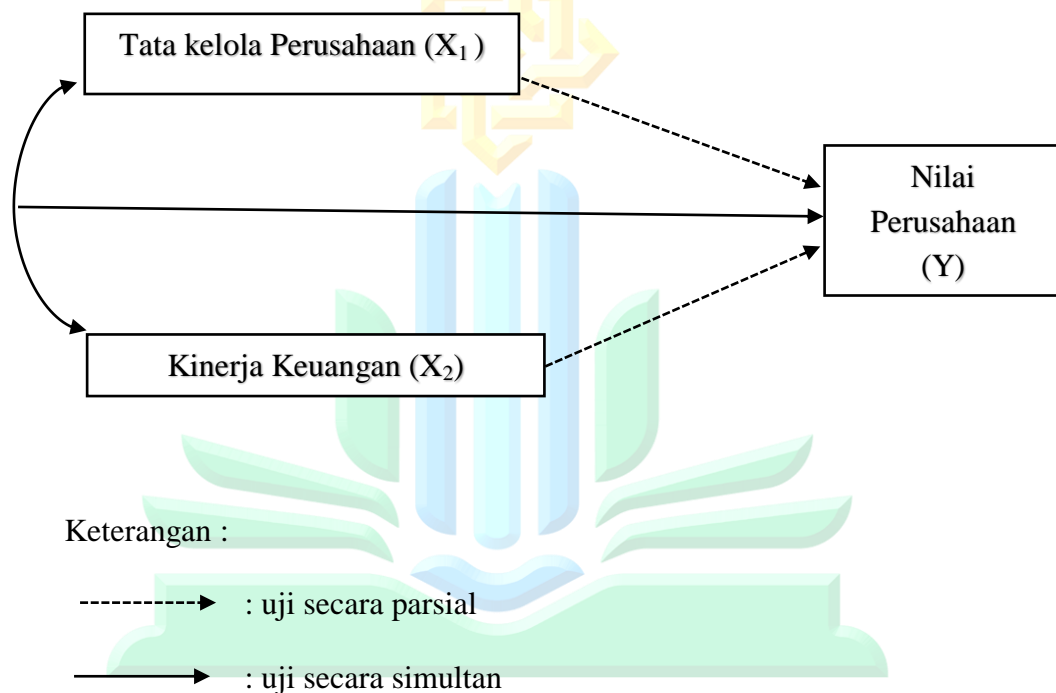 Tata kelola Perusahaan (X₁ )
Nilai
Perusahaan
(Y)
Kinerja Keuangan (X₂)
Keterangan :
: uji secara parsial
: uji secara simultan